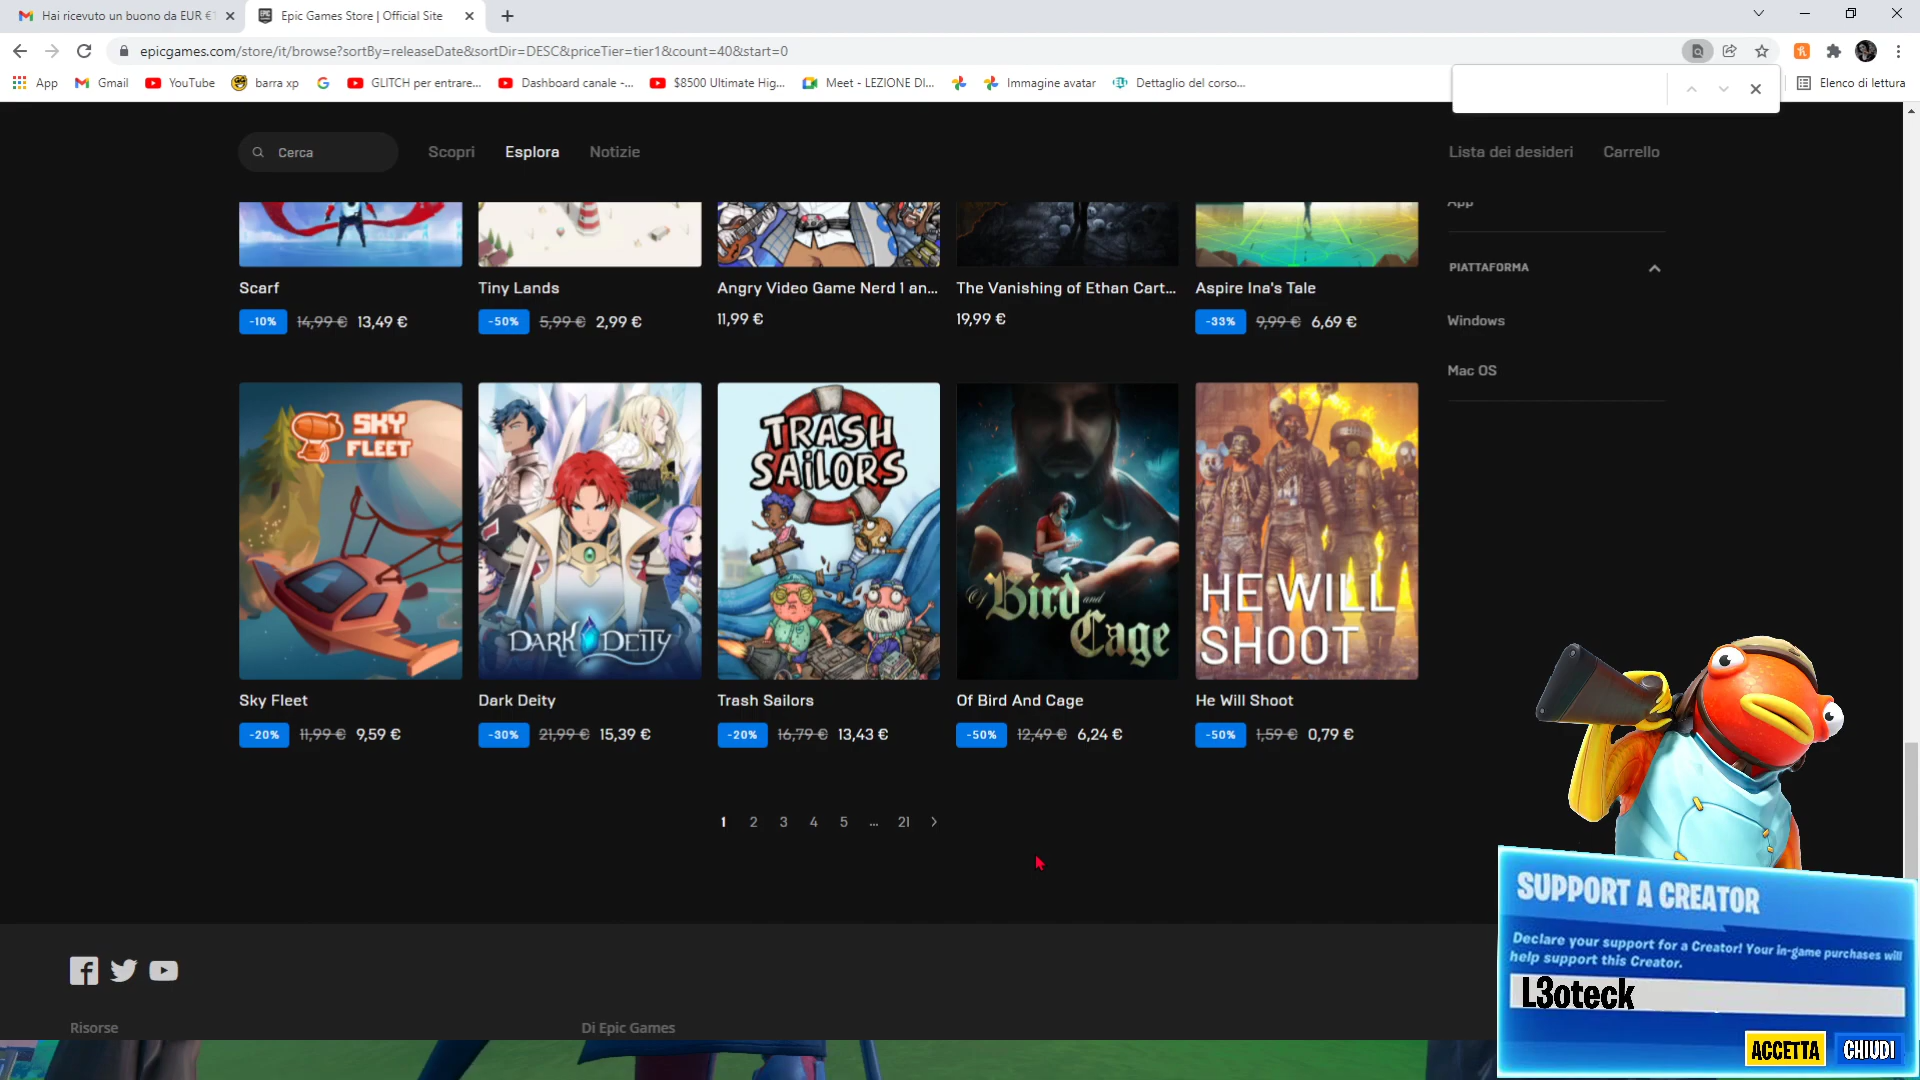 Hai ricevuto un buono da EUR €1
Epic Games Store | Official Site
epicgames.com/store/it/browse?sortBy=releaseDate&sortDir=DESC&priceTier=tier1&count=40&start=0
App
Gmail
YouTube
barra xp
GLITCH per entrare...
Dashboard canale -...
$8500 Ultimate Hig...
Meet - LEZIONE DI...
Immagine avatar
Dettaglio del corso...
Elenco di lettura
Cerca
Scopri
Esplora
Notizie
Lista dei desideri
Carrello
App
Scarf
-10% 14,99 € 13,49 €
Tiny Lands
-50% 5,99 € 2,99 €
Angry Video Game Nerd 1 an...
11,99 €
The Vanishing of Ethan Cart...
19,99 €
Aspire Ina's Tale
-33% 9,99 € 6,69 €
PIATTAFORMA
Windows
Mac OS
SKY
FLEET
DARK DEITY
TRASH
SAILORS
Of Bird and
Cage
HE WILL
SHOOT
Sky Fleet
-20% 11,99 € 9,59 €
Dark Deity
-30% 21,99 € 15,39 €
Trash Sailors
-20% 16,79 € 13,43 €
Of Bird And Cage
-50% 12,49 € 6,24 €
He Will Shoot
-50% 1,59 € 0,79 €
1 2 3 4 5 ... 21
SUPPORT A CREATOR
Declare your support for a Creator! Your in-game purchases will
help support this Creator.
L3oteck
ACCETTA CHIUDI
Risorse
Di Epic Games